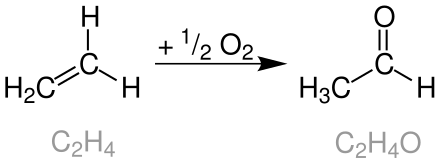 H
H₂C
H
+ ¹/₂ O₂
O
H₃C
H
C₂H₄
C₂H₄O